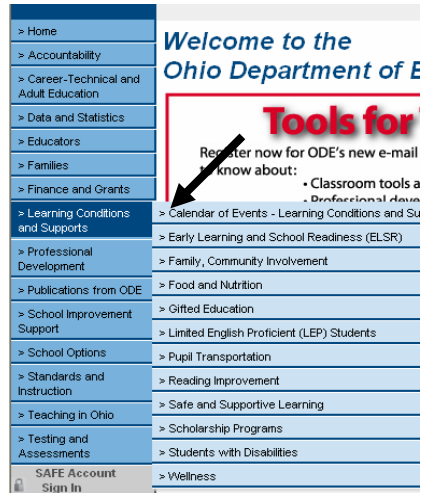 > Home
> Accountability
> Career-Technical and
Adult Education
> Data and Statistics
> Educators
> Families
> Finance and Grants
> Learning Conditions
and Supports
> Professional
Development
> Publications from ODE
> School Improvement
Support
> School Options
> Standards and
Instruction
> Teaching in Ohio
> Testing and
Assessments
SAFE Account
Sign In
Welcome to the
Ohio Department of
Tools for
Register now for ODE's new e-mail
to know about:
• Classroom tools
• Professional
> Calendar of Events - Learning Conditions and
> Early Learning and School Readiness (ELSR)
> Family, Community Involvement
> Food and Nutrition
> Gifted Education
> Limited English Proficient (LEP) Students
> Pupil Transportation
> Reading Improvement
> Safe and Supportive Learning
> Scholarship Programs
> Students with Disabilities
> Wellness